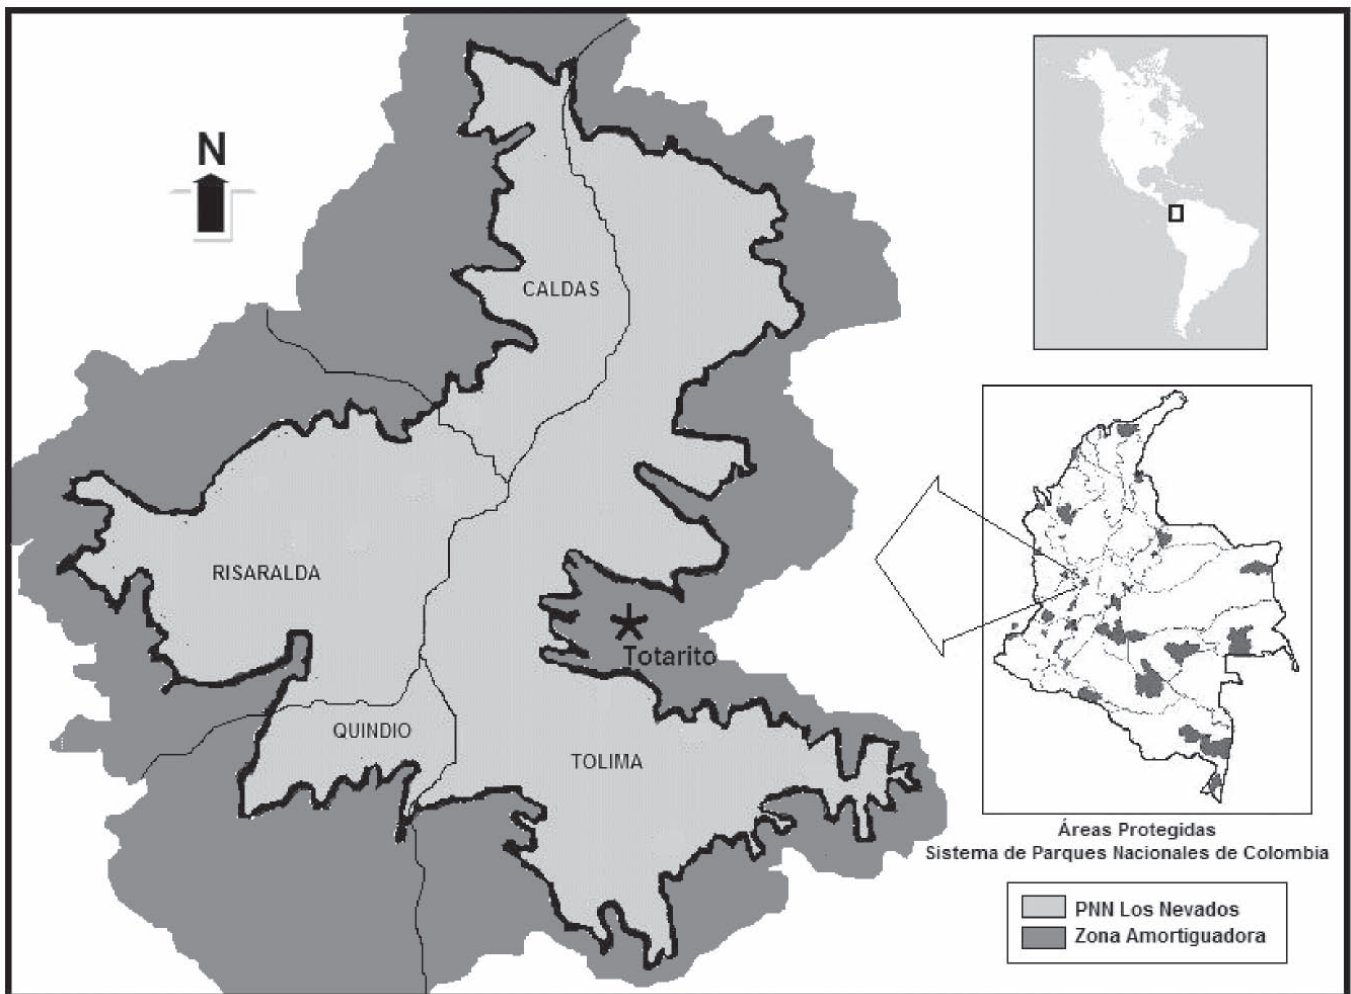 N
CALDAS
RISARALDA
Totarito
QUINDIO
TOLIMA
Áreas Protegidas
Sistema de Parques Nacionales de Colombia
PNN Los Nevados
Zona Amortiguadora